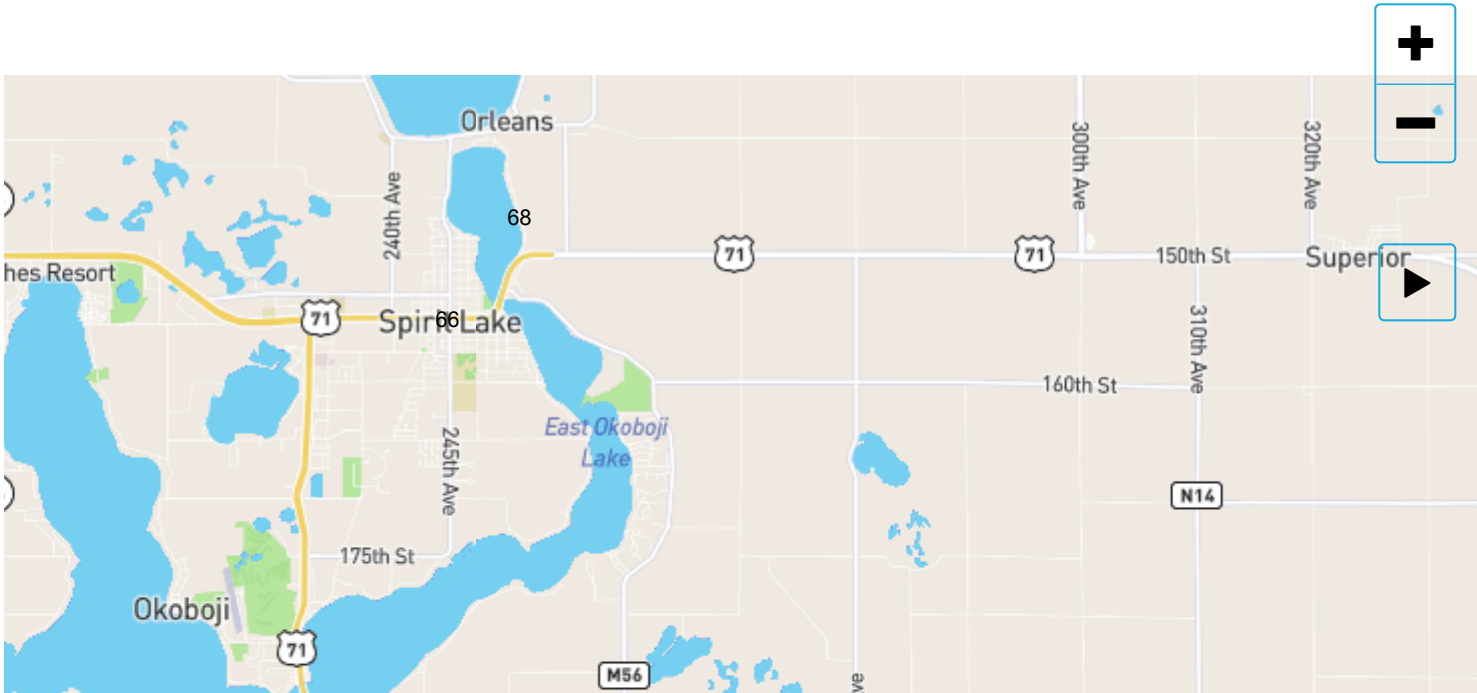 Orleans
300th Ave
320th Ave
240th Ave
68
71
71
150th St
Superior
hes Resort
71
Spirit Lake
66
310th Ave
160th St
East Okoboji
Lake
245th Ave
N14
175th St
Okoboji
71
M56